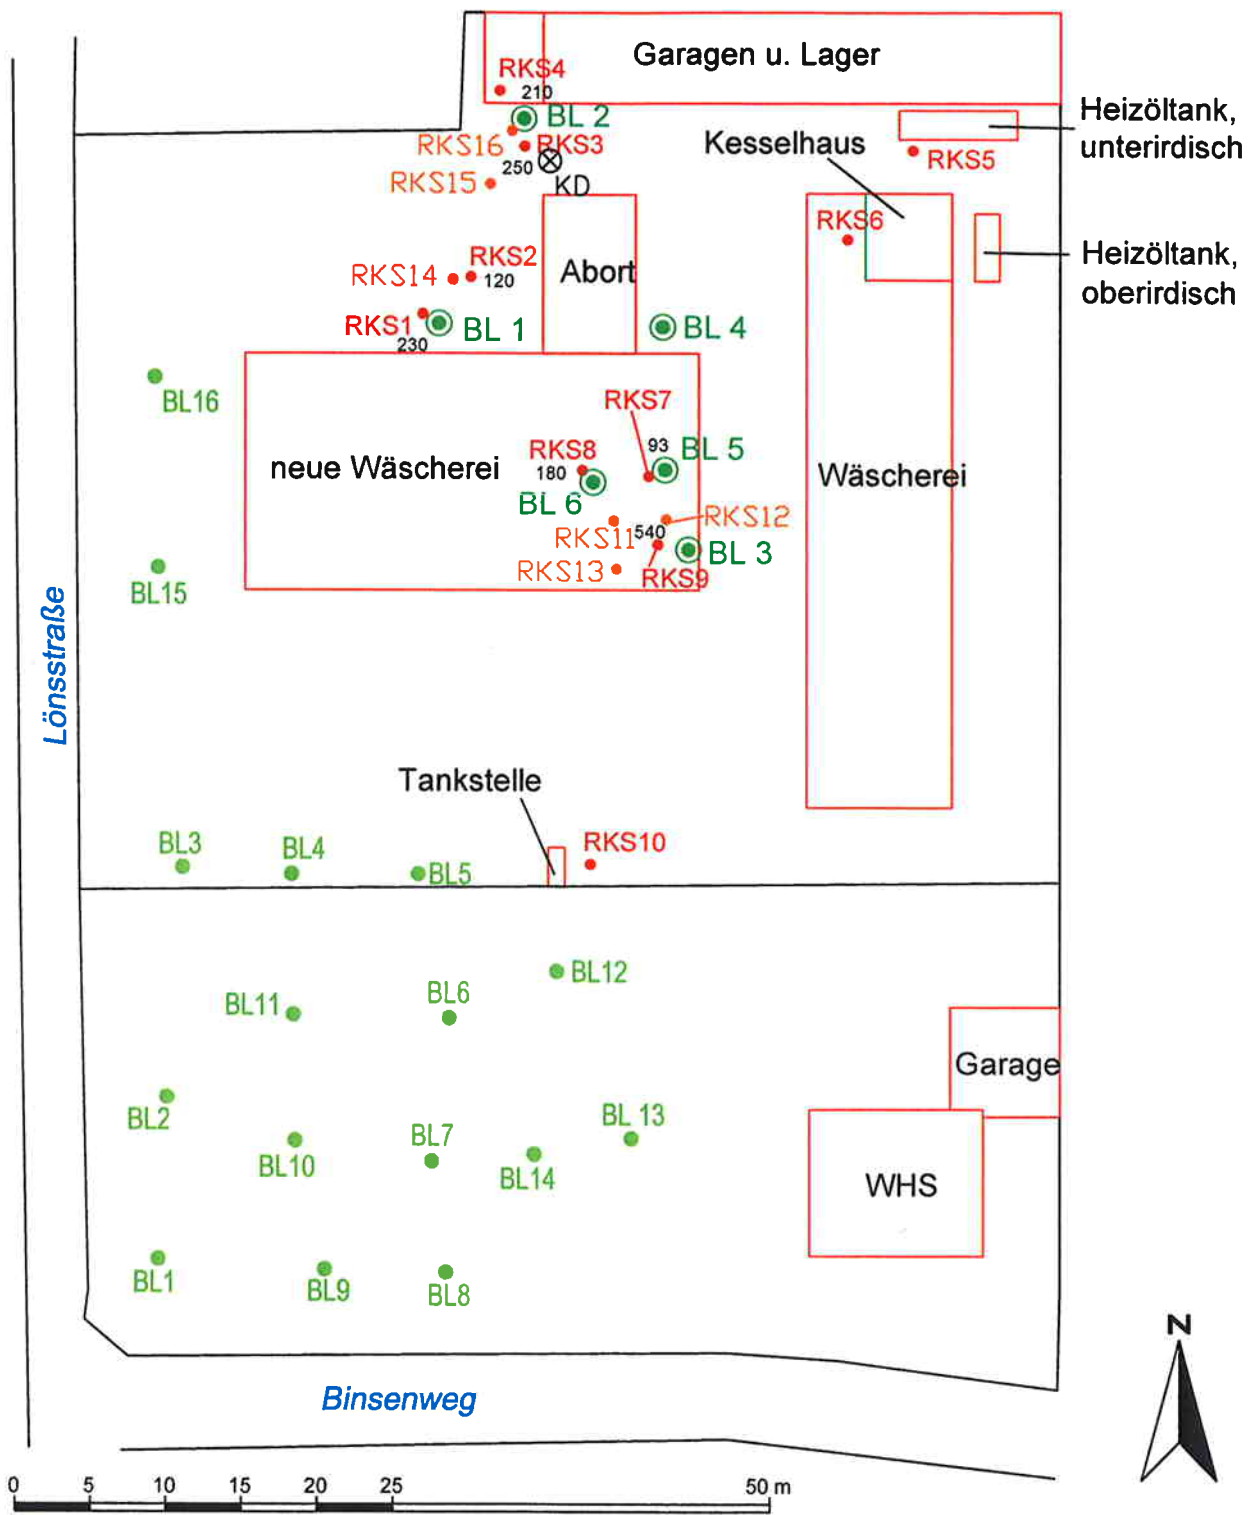 Garagen u. Lager
RKS4
210
BL 2
Heizöltank,
unterirdisch
RKS16
RKS3
Kesselhaus
RKS5
250
KD
RKS15
RKS6
RKS2
RKS14
120
Abort
Heizöltank,
oberirdisch
RKS1
BL 1
BL 4
230
BL16
RKS7
93
BL 5
RKS8
180
neue Wäscherei
Wäscherei
BL 6
RKS12
540
RKS11
BL 3
RKS13
RKS9
BL15
Lönsstraße
Tankstelle
BL3
BL4
RKS10
BL5
BL12
BL6
BL11
Garage
BL2
BL 13
BL7
BL10
BL14
WHS
BL1
BL9
BL8
N
Binsenweg
0 5 10 15 20 25 50 m